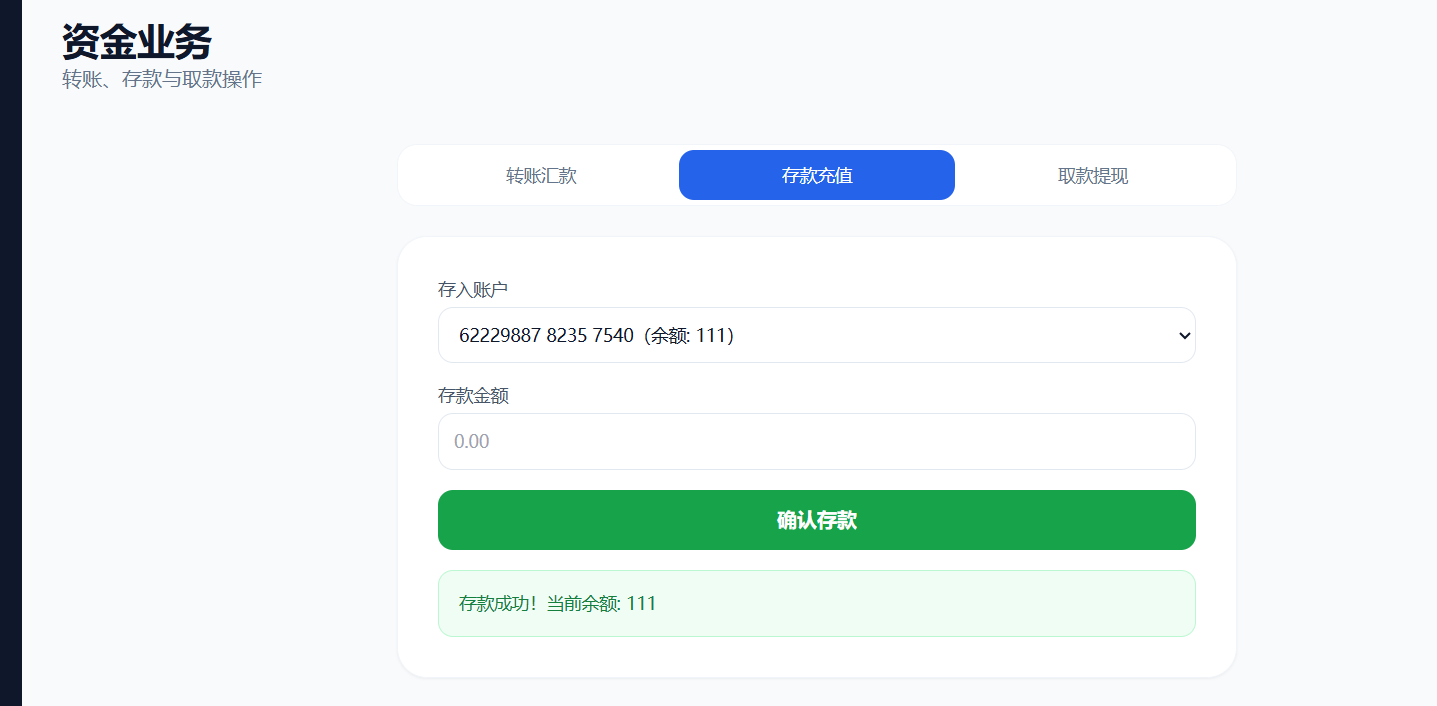 资金业务
转账、存款与取款操作
转账汇款
存款充值
取款提现
存入账户
62229887 8235 7540（余额: 111）
存款金额
0.00
确认存款
存款成功！当前余额: 111